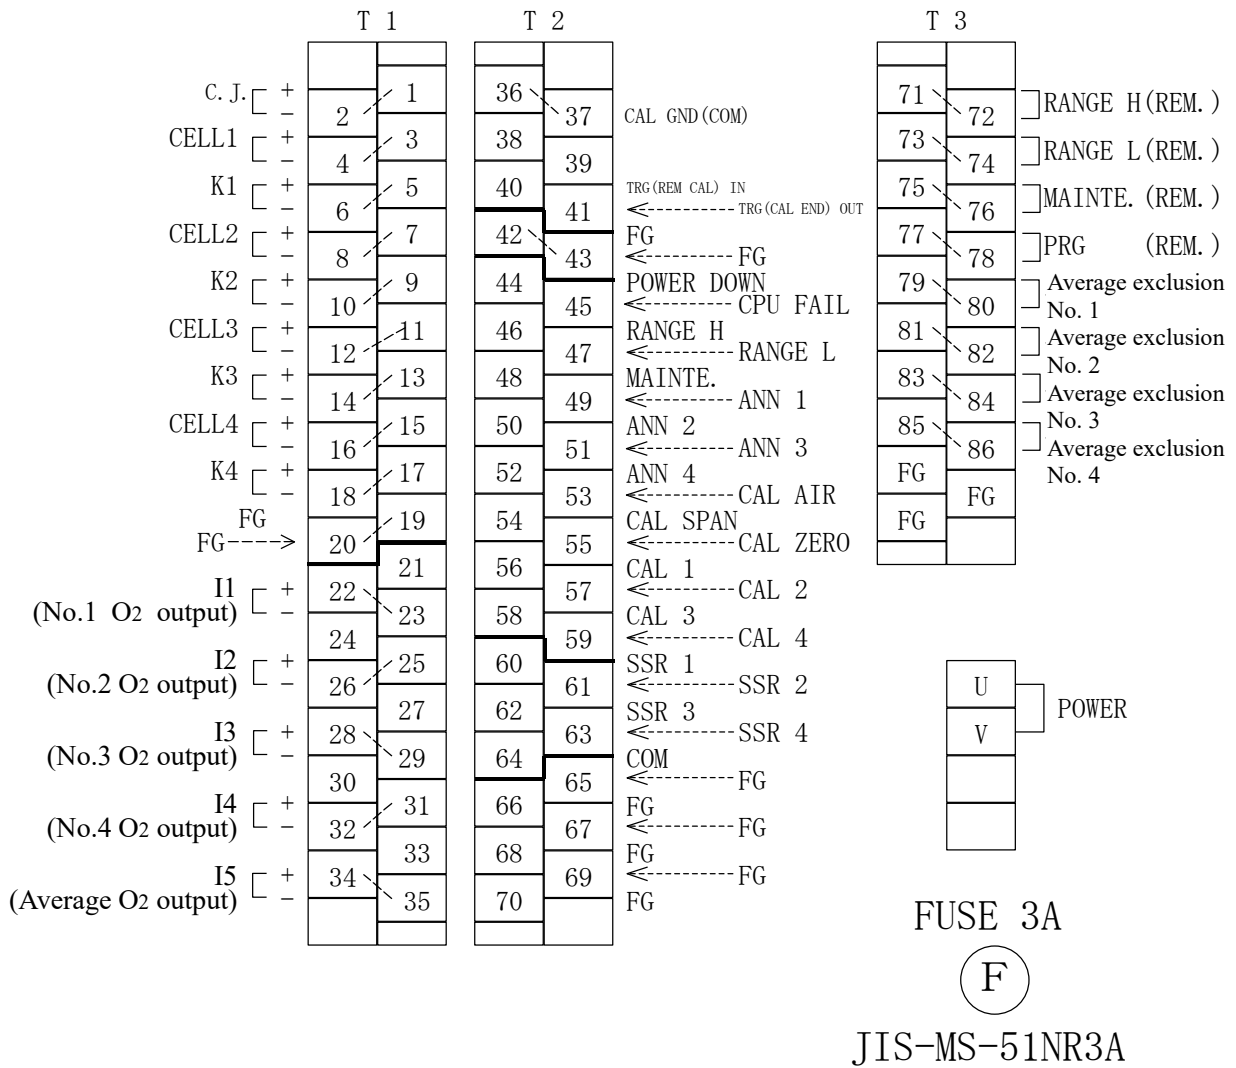 T 1
C.J. + 1
- 2
CELL1 + 3
- 4
K1 + 5
- 6
CELL2 + 7
- 8
K2 + 9
- 10
CELL3 + 11
- 12
K3 + 13
- 14
CELL4 + 15
- 16
K4 + 17
- 18
FG 19
FG 20
21
I1 + 22
(No.1 O2 output) - 23
24
I2 + 25
(No.2 O2 output) - 26
27
I3 + 28
(No.3 O2 output) - 29
30
I4 + 31
(No.4 O2 output) - 32
33
I5 + 34
(Average O2 output) - 35
T 2
36
37 CAL GND(COM)
38
39
40 TRG(REM CAL) IN
41 TRG(CAL END) OUT
42 FG
43 FG
44 POWER DOWN
45 CPU FAIL
46 RANGE H
47 RANGE L
48 MAINTE.
49 ANN 1
50 ANN 2
51 ANN 3
52 ANN 4
53 CAL AIR
54 CAL SPAN
55 CAL ZERO
56 CAL 1
57 CAL 2
58 CAL 3
59 CAL 4
60 SSR 1
61 SSR 2
62 SSR 3
63 SSR 4
64 COM
65 FG
66 FG
67 FG
68 FG
69 FG
70 FG
T 3
71
72 RANGE H(REM.)
73
74 RANGE L(REM.)
75
76 MAINTE.(REM.)
77
78 PRG (REM.)
79 Average exclusion
80 No. 1
81 Average exclusion
82 No. 2
83 Average exclusion
84 No. 3
85 Average exclusion
86 No. 4
FG
FG
FG
U
POWER
V
FUSE 3A
F
JIS-MS-51NR3A